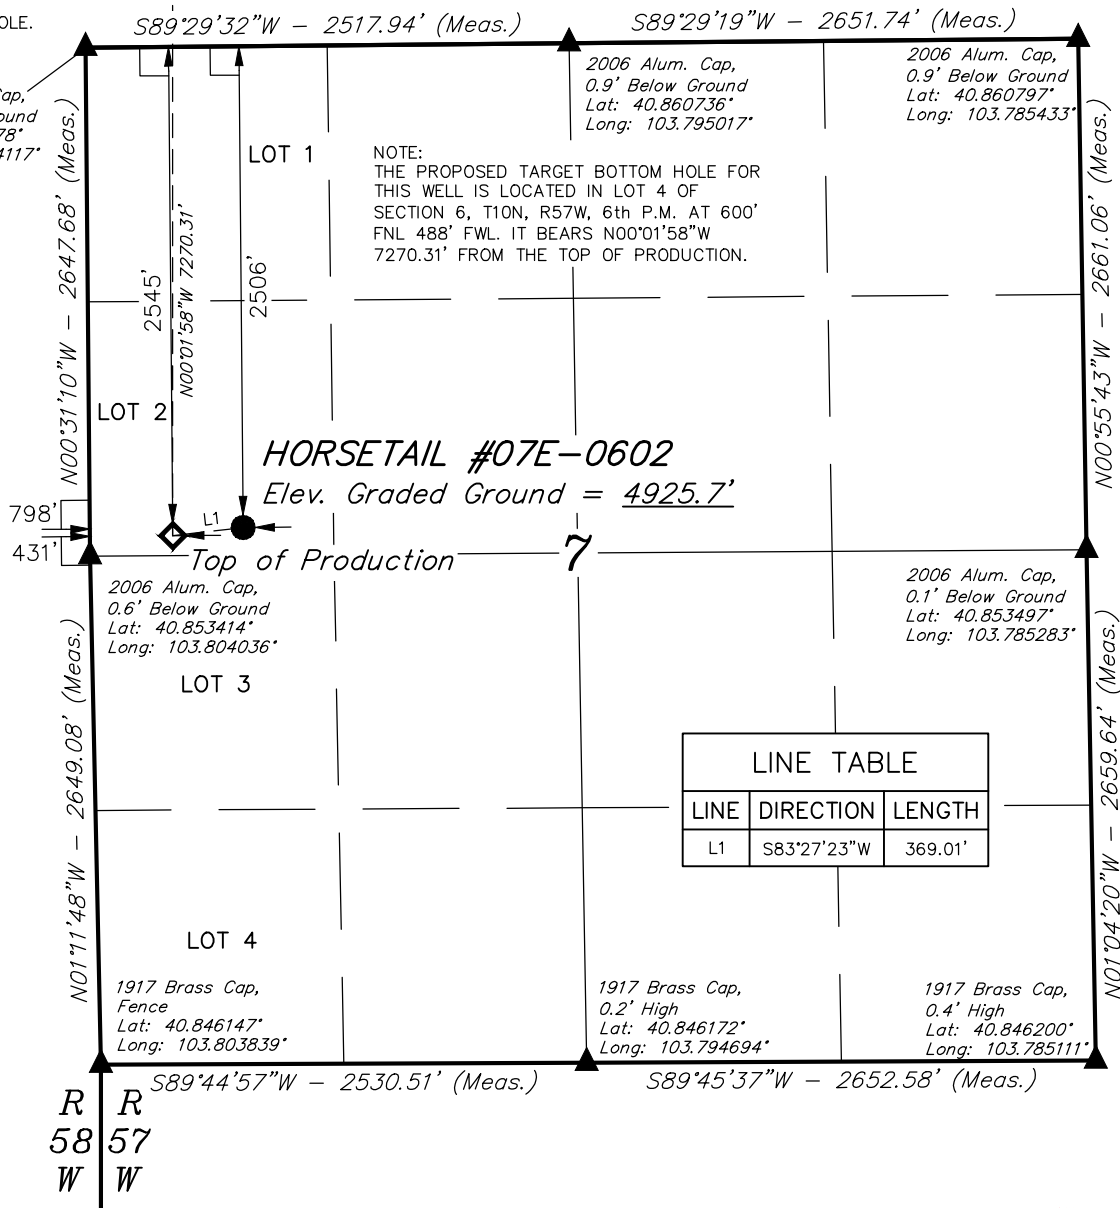 OLE.
S89°29'32"W - 2517.94' (Meas.)
S89°29'19"W - 2651.74' (Meas.)
ap,
ound
78°
4117°
2006 Alum. Cap,
0.9' Below Ground
Lat: 40.860736°
Long: 103.795017°
2006 Alum. Cap,
0.9' Below Ground
Lat: 40.860797°
Long: 103.785433°
LOT 1
NOTE:
THE PROPOSED TARGET BOTTOM HOLE FOR
THIS WELL IS LOCATED IN LOT 4 OF
SECTION 6, T10N, R57W, 6th P.M. AT 600'
FNL 488' FWL. IT BEARS N00°01'58"W
7270.31' FROM THE TOP OF PRODUCTION.
N00°31'10"W - 2647.68' (Meas.)
2545'
N00°01'58"W 7270.31'
2506'
N00°55'43"W - 2661.06' (Meas.)
LOT 2
HORSETAIL #07E-0602
Elev. Graded Ground = 4925.7'
798'
431'
L1
Top of Production
7
2006 Alum. Cap,
0.6' Below Ground
Lat: 40.853414°
Long: 103.804036°
2006 Alum. Cap,
0.1' Below Ground
Lat: 40.853497°
Long: 103.785283°
LOT 3
N01°11'48"W - 2649.08' (Meas.)
N01°04'20"W - 2659.64' (Meas.)
LINE TABLE
LINE DIRECTION LENGTH
L1 S83°27'23"W 369.01'
LOT 4
1917 Brass Cap,
Fence
Lat: 40.846147°
Long: 103.803839°
1917 Brass Cap,
0.2' High
Lat: 40.846172°
Long: 103.794694°
1917 Brass Cap,
0.4' High
Lat: 40.846200°
Long: 103.785111°
S89°44'57"W - 2530.51' (Meas.)
S89°45'37"W - 2652.58' (Meas.)
R R
58 57
W W